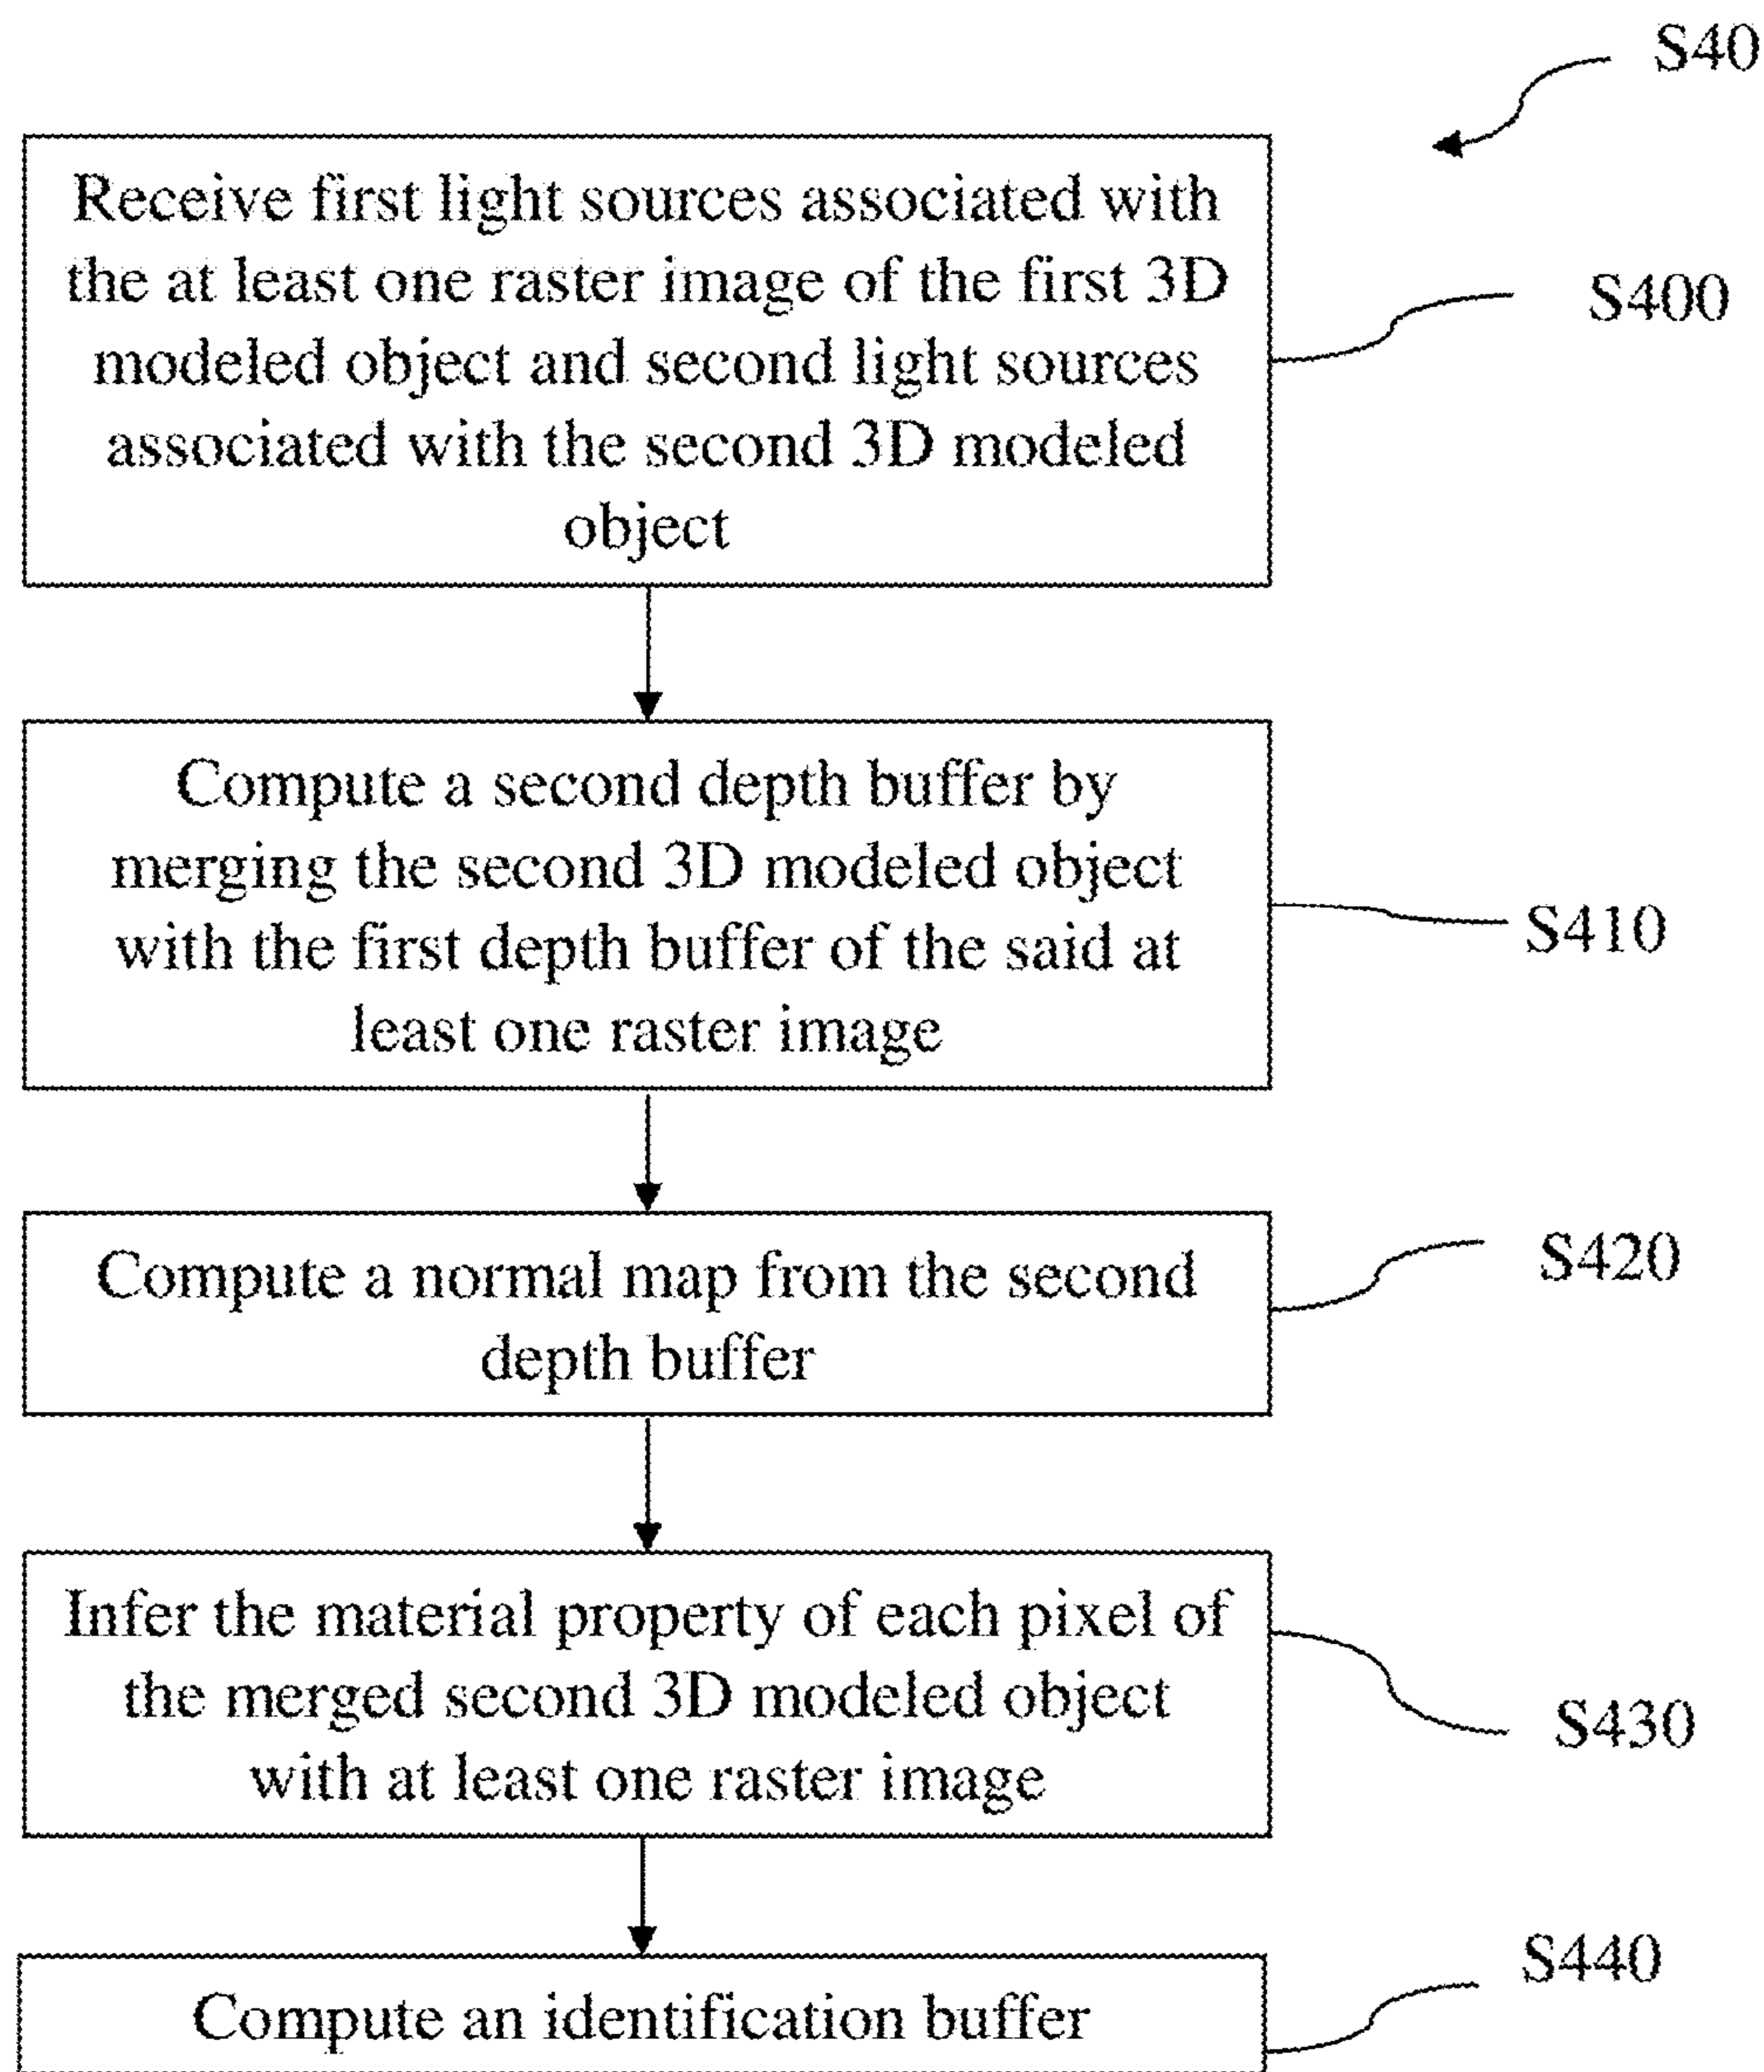 S40
Receive first light sources associated with
the at least one raster image of the first 3D
modeled object and second light sources
associated with the second 3D modeled
object
S400
Compute a second depth buffer by
merging the second 3D modeled object
with the first depth buffer of the said at
least one raster image
S410
Compute a normal map from the second
depth buffer
S420
Infer the material property of each pixel of
the merged second 3D modeled object
with at least one raster image
S430
Compute an identification buffer
S440